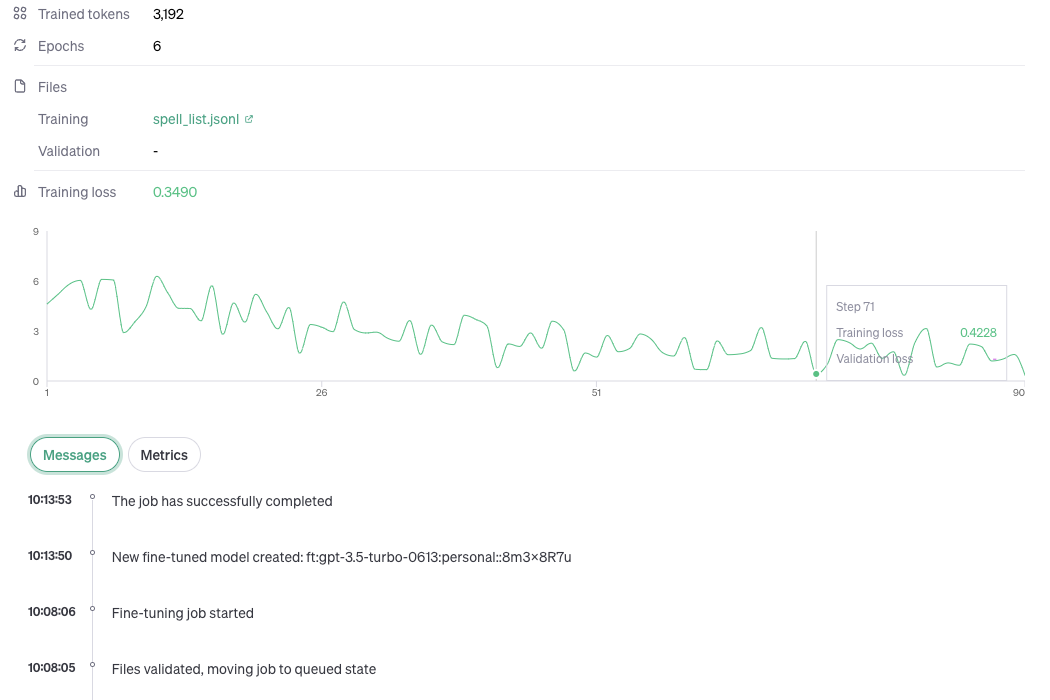 Trained tokens 3,192
Epochs 6
Files
Training spell_list.jsonl
Validation -
Training loss 0.3490
9
6
3
0
1 26 51 90
Step 71
Training loss 0.4228
Validation loss -
Messages Metrics
10:13:53 The job has successfully completed
10:13:50 New fine-tuned model created: ft:gpt-3.5-turbo-0613:personal::8m3x8R7u
10:08:06 Fine-tuning job started
10:08:05 Files validated, moving job to queued state